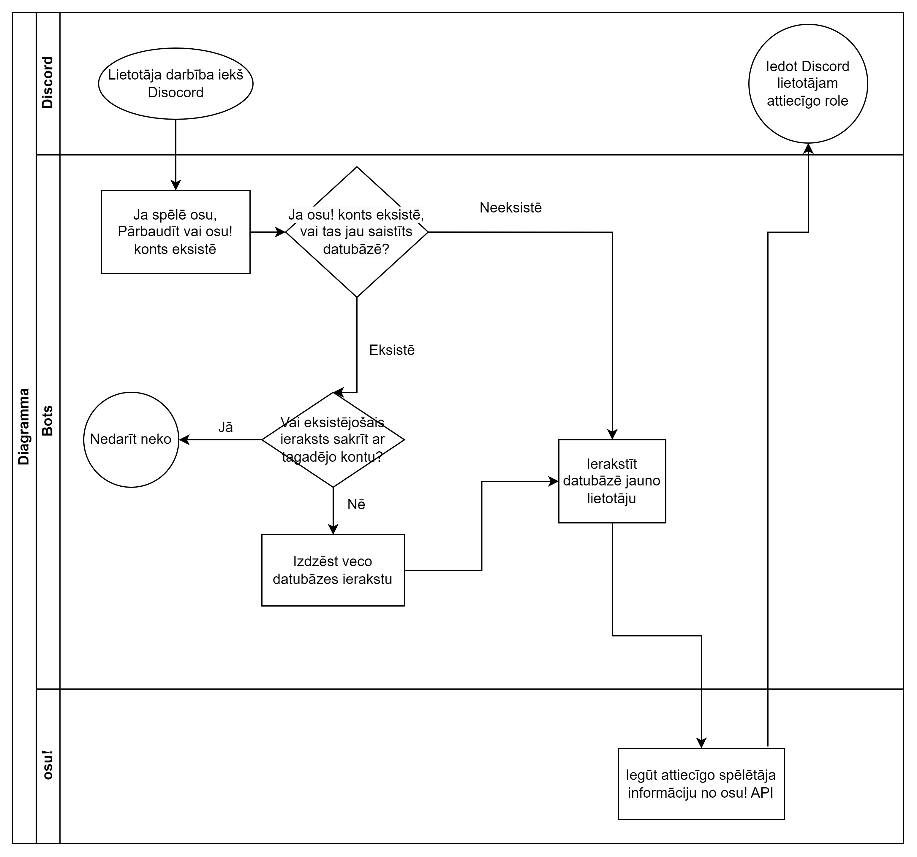 Diagramma
Discord
Lietotāja darbība iekš
Disocord
Iedot Discord
lietotājam
attiecīgo role
Bots
Ja spēlē osu,
Pārbaudīt vai osu!
konts eksistē
Ja osu! konts eksistē,
vai tas jau saistīts
datubāzē?
Neeksistē
Eksistē
Vai eksistējošais
ieraksts sakrīt ar
tagadējo kontu?
Jā
Nedarīt neko
Nē
Izdzēst veco
datubāzes ierakstu
Ierakstīt
datubāzē jauno
lietotāju
osu!
Iegūt attiecīgo spēlētāja
informāciju no osu! API